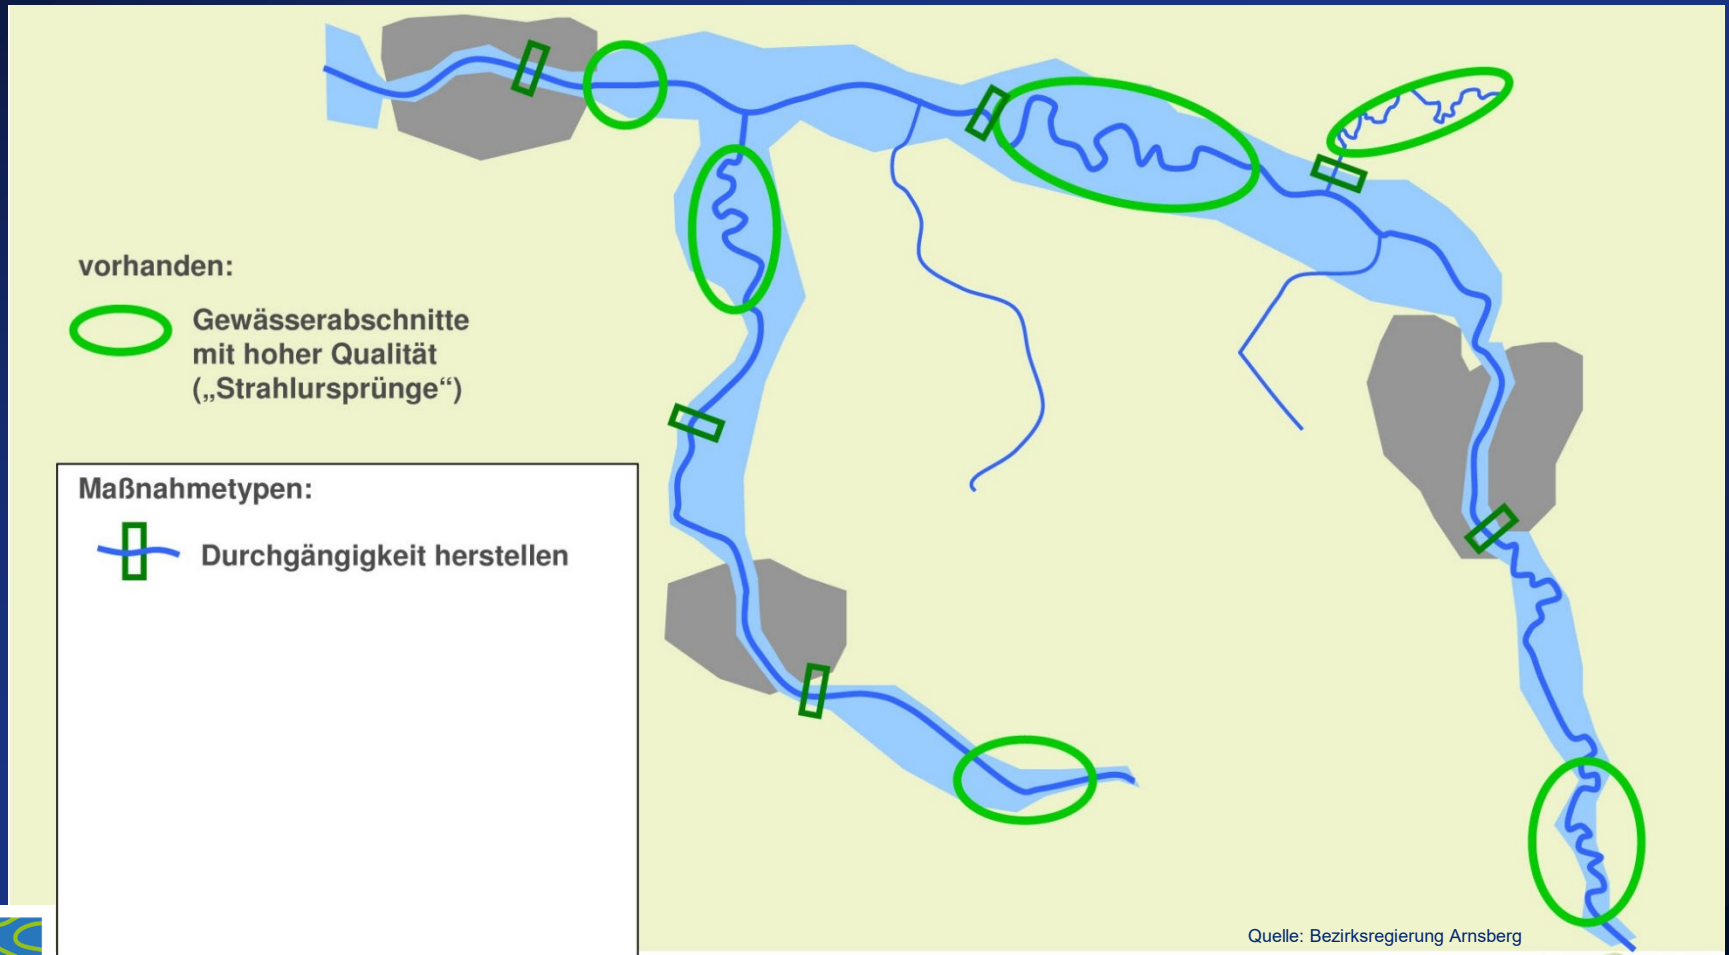 vorhanden:
Gewässerabschnitte
mit hoher Qualität
(„Strahlursprünge“)
Maßnahmetypen:
Durchgängigkeit herstellen
Quelle: Bezirksregierung Arnsberg